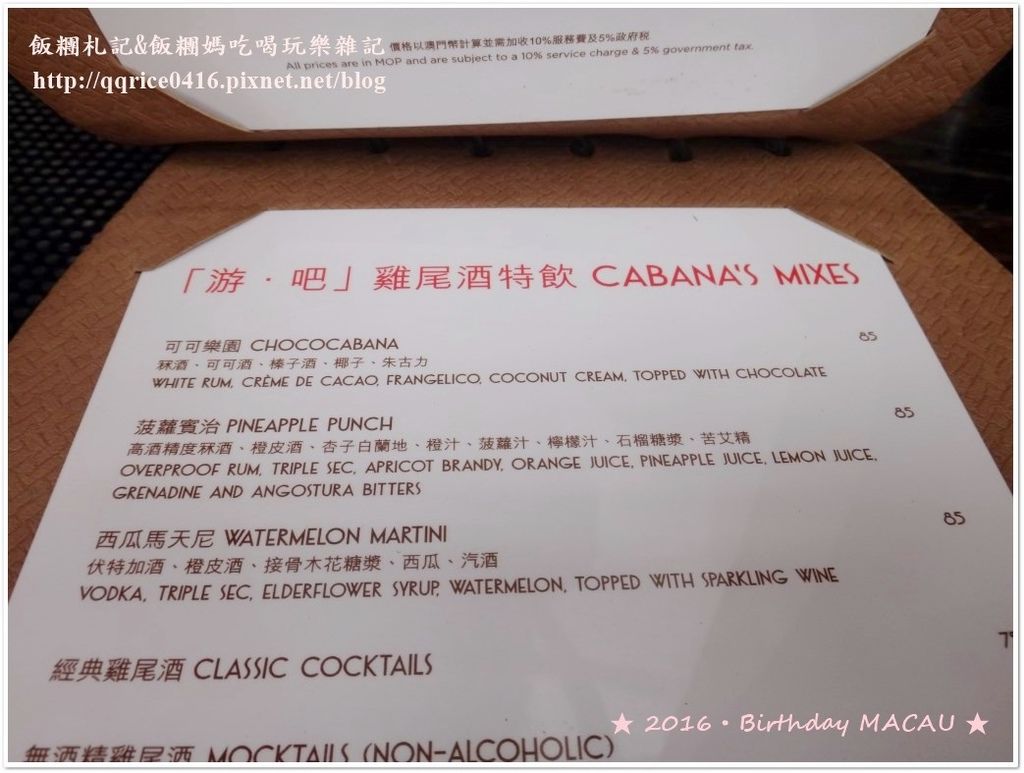 飯糰札記&飯糰媽吃喝玩樂雜記
http://qqrice0416.pixnet.net/blog
價格以澳門幣計算並需加收10%服務費及5%政府稅
All prices are in MOP and are subject to a 10% service charge & 5% government tax.
「游·吧」雞尾酒特飲 CABANA'S MIXES
可可樂園 CHOCOCABANA 85
冧酒、可可酒、榛子酒、椰子、朱古力
WHITE RUM, CRÈME DE CACAO, FRANGELICO, COCONUT CREAM, TOPPED WITH CHOCOLATE
菠蘿賓治 PINEAPPLE PUNCH 85
高酒精度冧酒、橙皮酒、杏子白蘭地、橙汁、菠蘿汁、檸檬汁、石榴糖漿、苦艾精
OVERPROOF RUM, TRIPLE SEC, APRICOT BRANDY, ORANGE JUICE, PINEAPPLE JUICE, LEMON JUICE,
GRENADINE AND ANGOSTURA BITTERS
西瓜馬天尼 WATERMELON MARTINI 85
伏特加酒、橙皮酒、接骨木花糖漿、西瓜、汽酒
VODKA, TRIPLE SEC, ELDERFLOWER SYRUP, WATERMELON, TOPPED WITH SPARKLING WINE
經典雞尾酒 CLASSIC COCKTAILS
無酒精雞尾酒 MOCKTAILS (NON-ALCOHOLIC)
★ 2016・Birthday MACAU ★